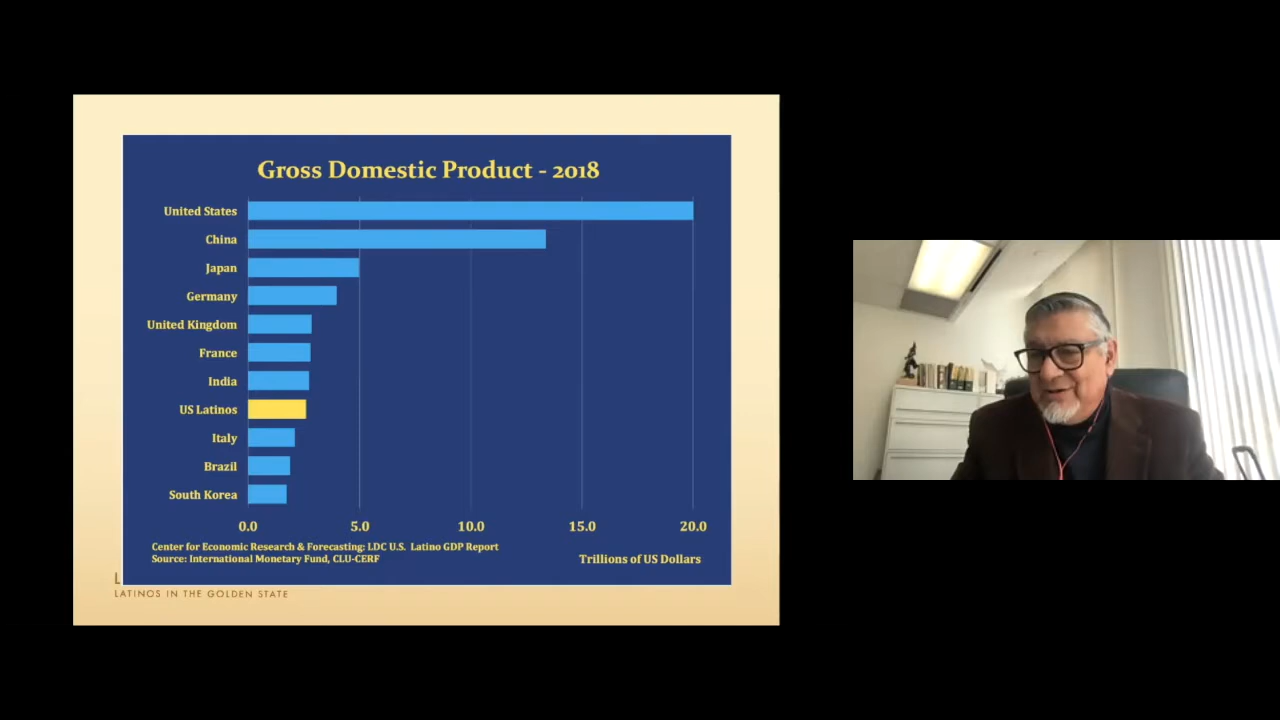 Gross Domestic Product - 2018
United States
China
Japan
Germany
United Kingdom
France
India
US Latinos
Italy
Brazil
South Korea
0.0 5.0 10.0 15.0 20.0
Center for Economic Research & Forecasting: LDC U.S. Latino GDP Report
Source: International Monetary Fund, CLU-CERF
Trillions of US Dollars
L
LATINOS IN THE GOLDEN STATE